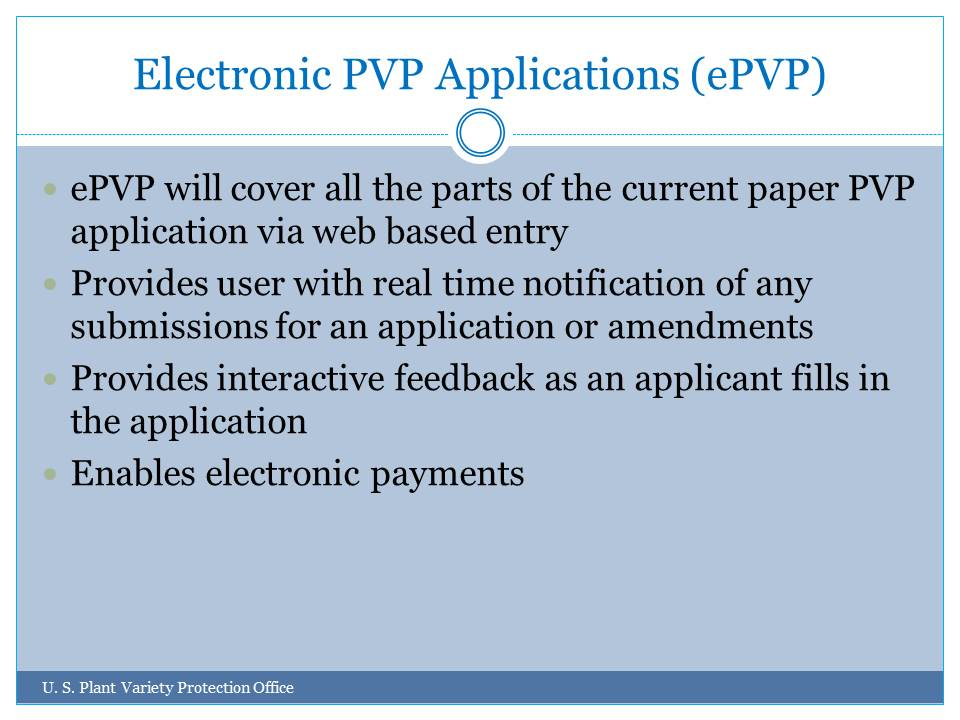 Electronic PVP Applications (ePVP)
• ePVP will cover all the parts of the current paper PVP
application via web based entry
• Provides user with real time notification of any
submissions for an application or amendments
• Provides interactive feedback as an applicant fills in
the application
• Enables electronic payments
U. S. Plant Variety Protection Office